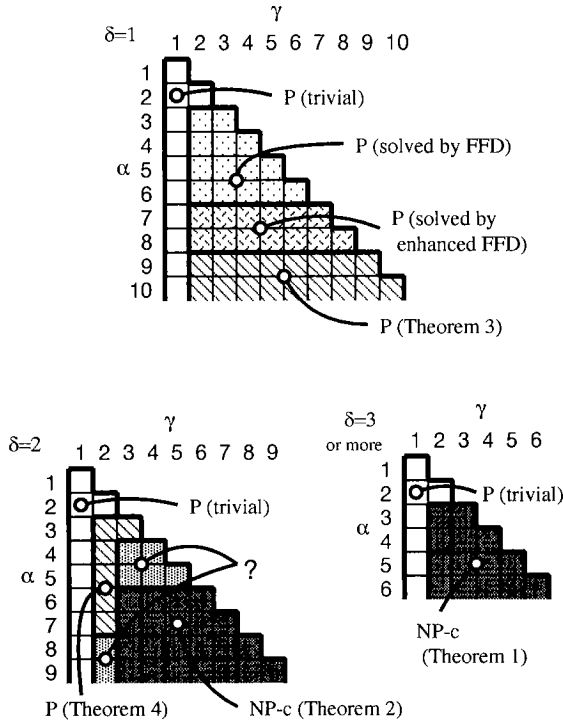 γ
δ=1
1 2 3 4 5 6 7 8 9 10
1
2
P (trivial)
3
4
α 5
P (solved by FFD)
6
7
P (solved by
8
enhanced FFD)
9
10
P (Theorem 3)
γ
δ=2
1 2 3 4 5 6 7 8 9
1
2
P (trivial)
3
4
α 5
?
6
7
8
9
P (Theorem 4)
NP-c (Theorem 2)
δ=3
or more
γ
1 2 3 4 5 6
1
2
P (trivial)
3
α
4
5
6
NP-c
(Theorem 1)